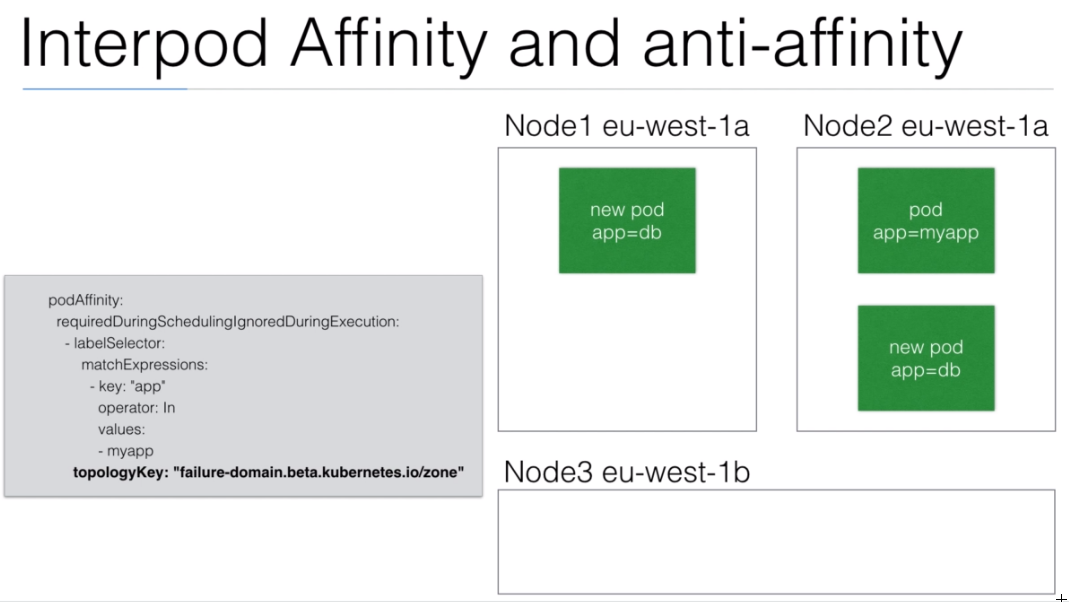 Interpod Affinity and anti-affinity
Node1 eu-west-1a
new pod
app=db
Node2 eu-west-1a
pod
app=myapp
new pod
app=db
podAffinity:
requiredDuringSchedulingIgnoredDuringExecution:
- labelSelector:
matchExpressions:
- key: "app"
operator: In
values:
- myapp
topologyKey: "failure-domain.beta.kubernetes.io/zone"
Node3 eu-west-1b